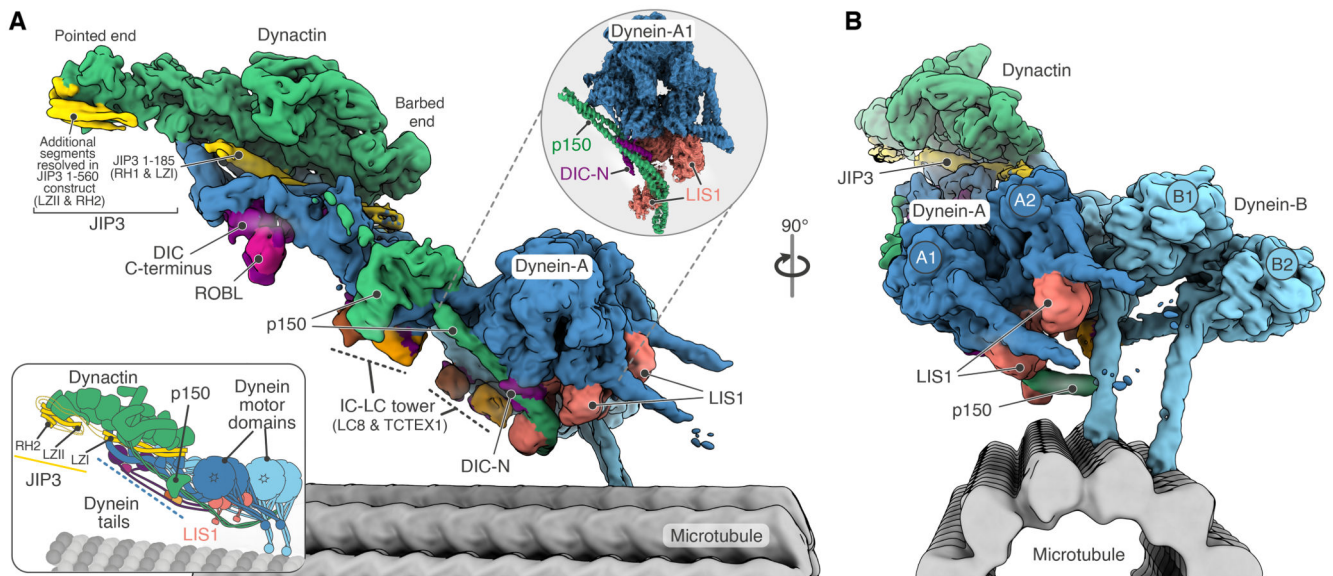 A
Pointed end
Dynactin
Barbed
end
Additional
segments
resolved in
JIP3 1-560
construct
(LZII & RH2)
JIP3 1-185
(RH1 & LZI)
JIP3
DIC
C-terminus
ROBL
p150
IC-LC tower
(LC8 & TCTEX1)
DIC-N
Dynein-A
LIS1
Microtubule
Dynein-A1
p150
DIC-N
LIS1
Dynactin
p150
Dynein
motor
domains
RH2
LZII
LZI
JIP3
Dynein
tails
LIS1
90°
B
Dynactin
JIP3
Dynein-A
A2
A1
B1
Dynein-B
B2
LIS1
p150
Microtubule